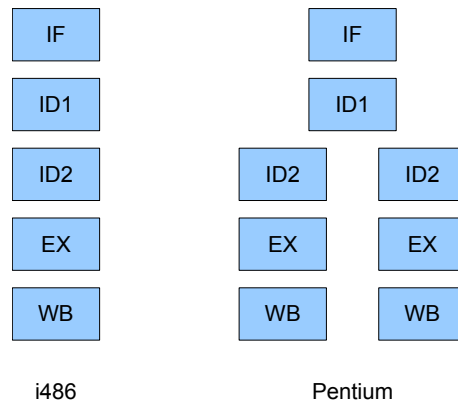 IF IF
ID1 ID1
ID2 ID2 ID2
EX EX EX
WB WB WB
i486 Pentium